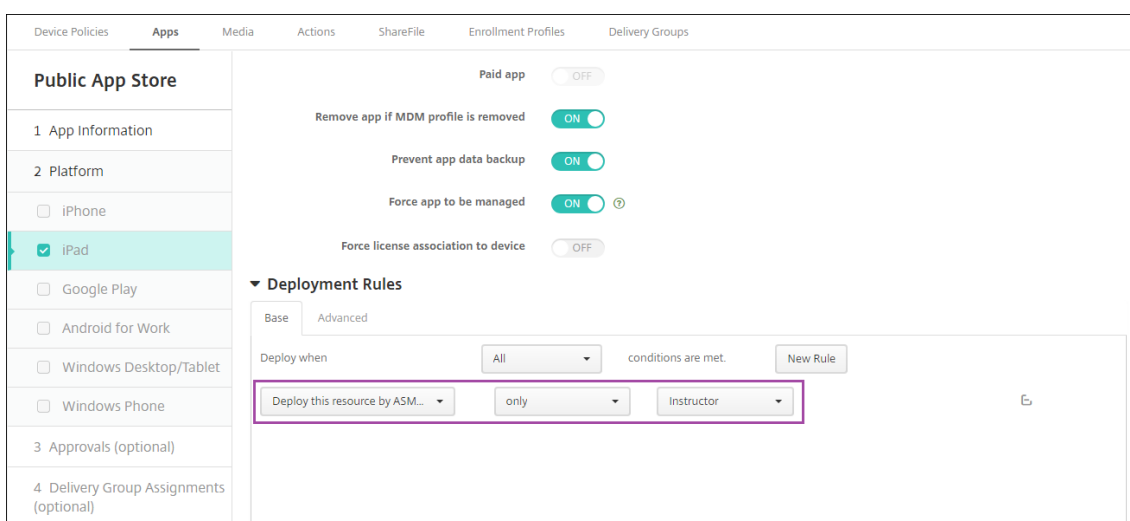 Device Policies Apps Media Actions ShareFile Enrollment Profiles Delivery Groups
Public App Store
1 App Information
2 Platform
iPhone
iPad
Google Play
Android for Work
Windows Desktop/Tablet
Windows Phone
3 Approvals (optional)
4 Delivery Group Assignments
(optional)
Paid app OFF
Remove app if MDM profile is removed ON
Prevent app data backup ON
Force app to be managed ON ?
Force license association to device OFF
Deployment Rules
Base Advanced
Deploy when All conditions are met. New Rule
Deploy this resource by ASM... only Instructor